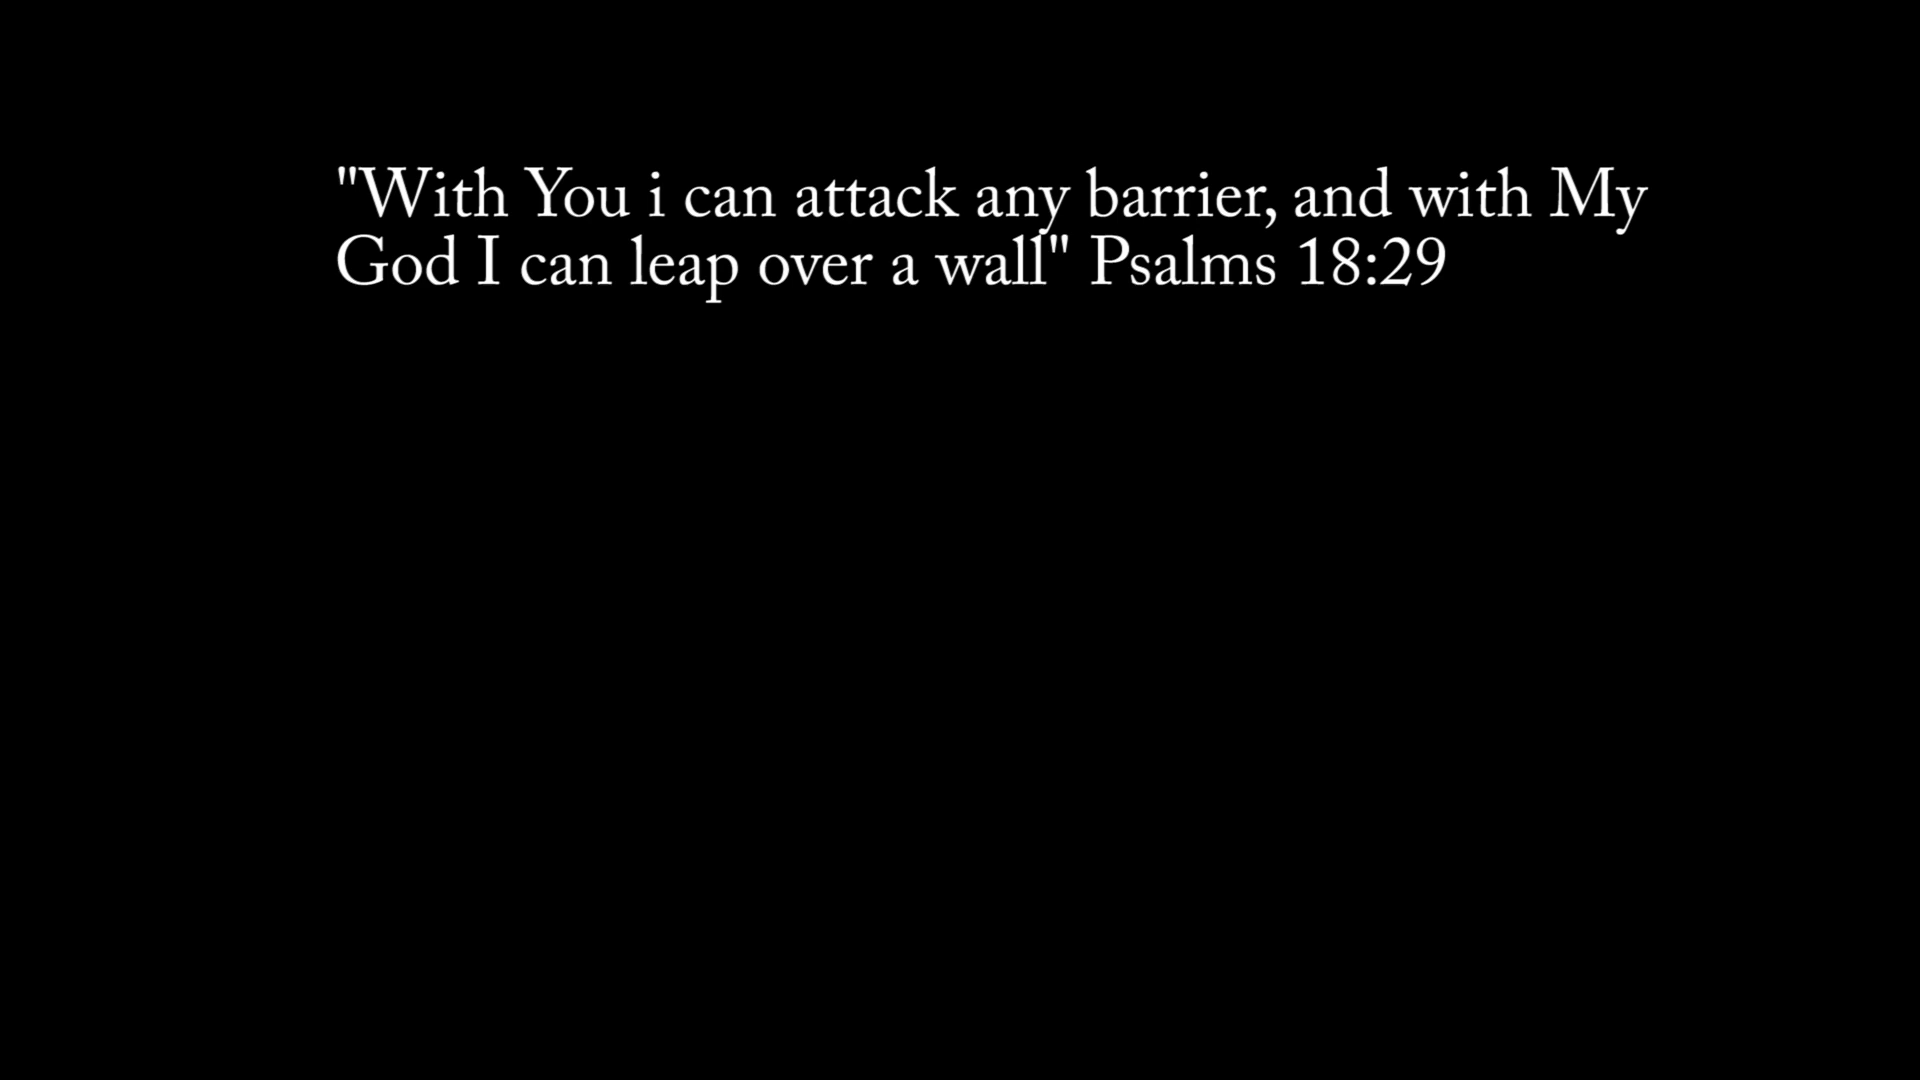 "With You i can attack any barrier, and with My
God I can leap over a wall" Psalms 18:29